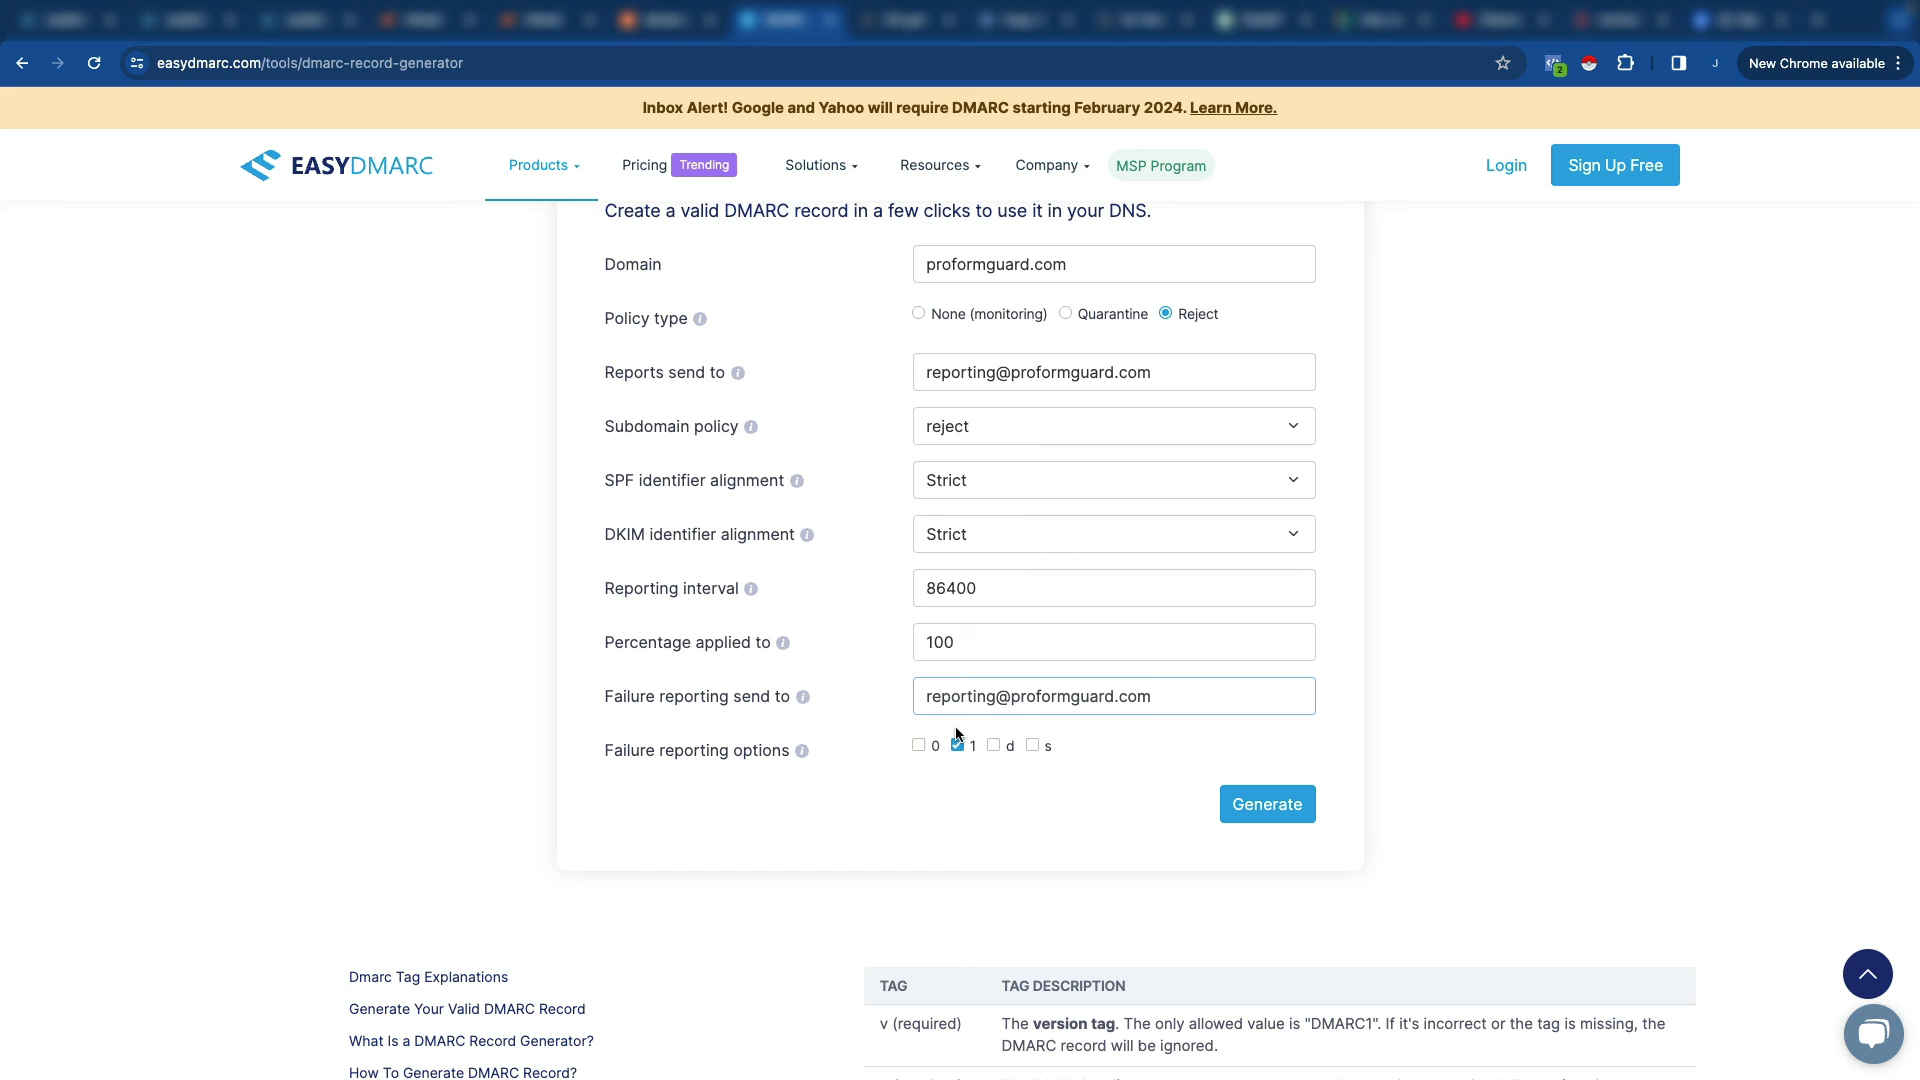 easydmarc.com/tools/dmarc-record-generator
2
J
New Chrome available
Inbox Alert! Google and Yahoo will require DMARC starting February 2024. Learn More.
EASYDMARC
Products
Pricing
Trending
Solutions
Resources
Company
MSP Program
Login
Sign Up Free
Create a valid DMARC record in a few clicks to use it in your DNS.
Domain
proformguard.com
Policy type
None (monitoring)
Quarantine
Reject
Reports send to
reporting@proformguard.com
Subdomain policy
reject
SPF identifier alignment
Strict
DKIM identifier alignment
Strict
Reporting interval
86400
Percentage applied to
100
Failure reporting send to
reporting@proformguard.com
Failure reporting options
0
1
d
s
Generate
Dmarc Tag Explanations
Generate Your Valid DMARC Record
What Is a DMARC Record Generator?
How To Generate DMARC Record?
TAG
TAG DESCRIPTION
v (required)
The version tag. The only allowed value is "DMARC1". If it's incorrect or the tag is missing, the
DMARC record will be ignored.